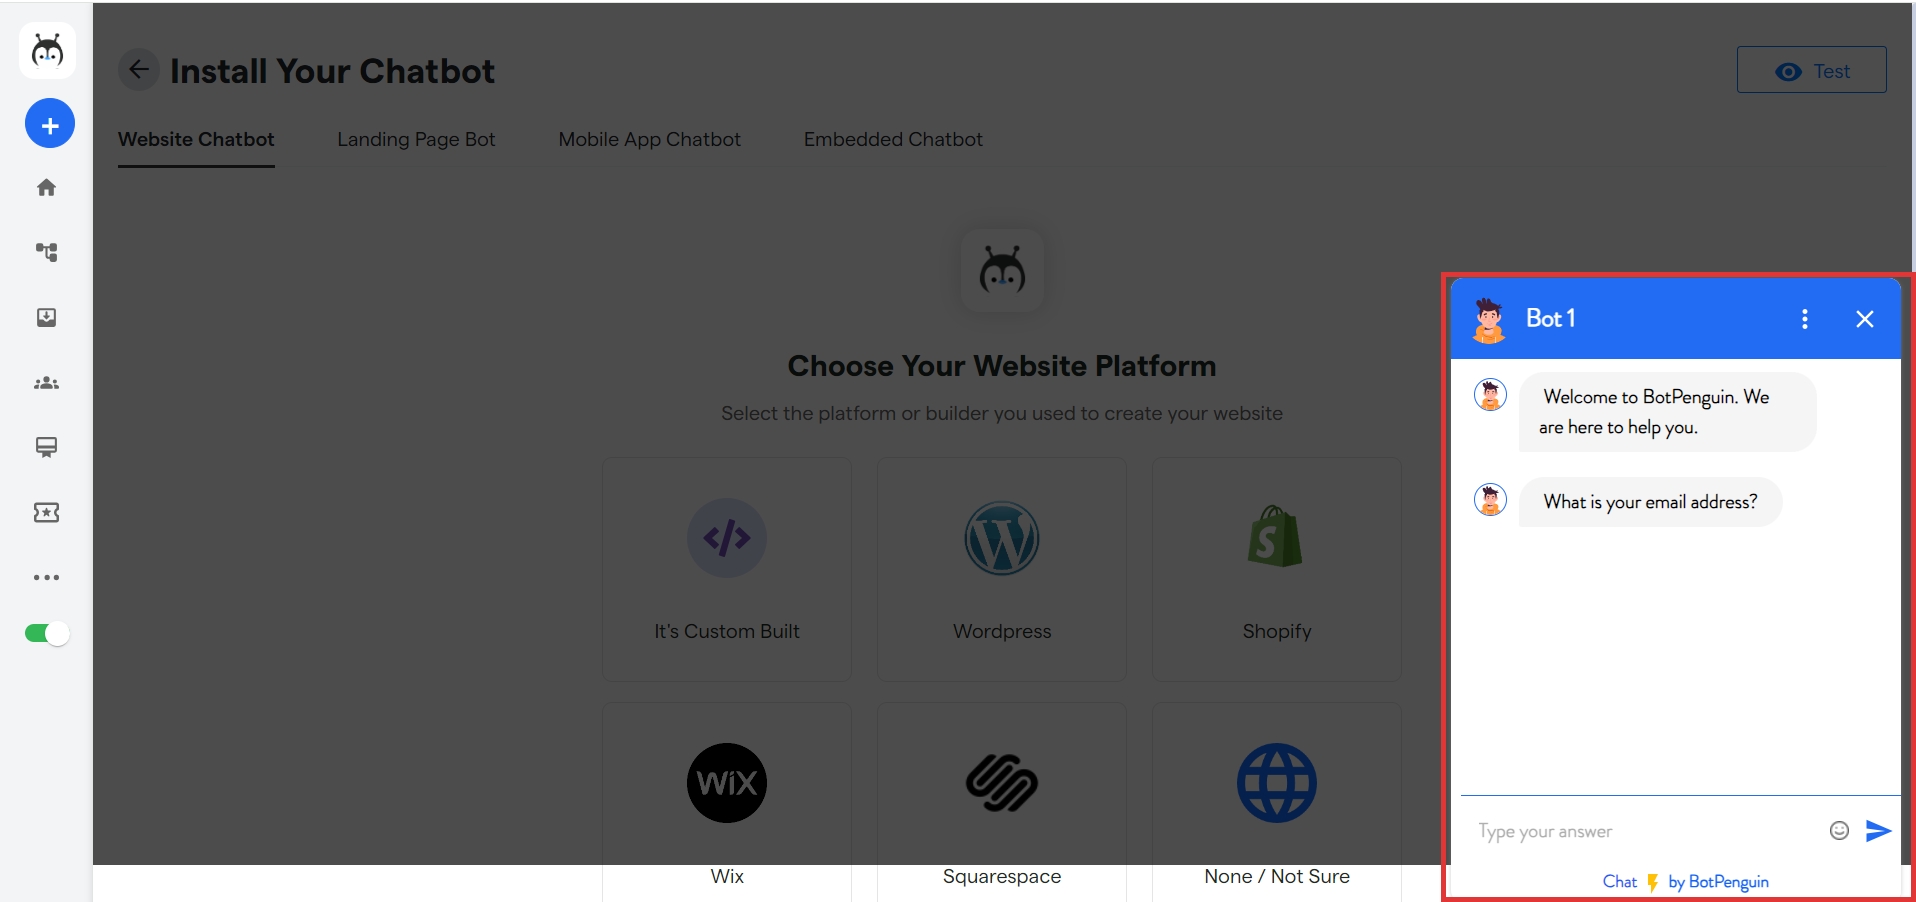 Install Your Chatbot
Test
Website Chatbot
Landing Page Bot
Mobile App Chatbot
Embedded Chatbot
Choose Your Website Platform
Select the platform or builder you used to create your website
It's Custom Built
Wordpress
Shopify
WiX
Wix
Squarespace
None / Not Sure
Bot 1
Welcome to BotPenguin. We
are here to help you.
What is your email address?
Type your answer
Chat by BotPenguin